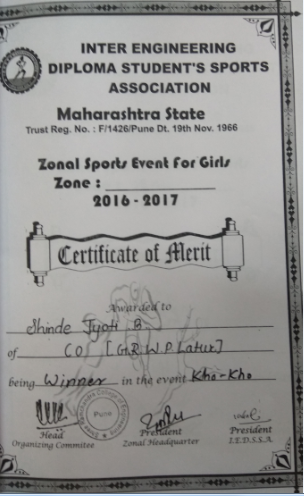 INTER ENGINEERING
DIPLOMA STUDENT'S SPORTS
ASSOCIATION
Maharashtra State
Trust Reg. No. : F/1426/Pune Dt. 19th Nov. 1966
Zonal Sports Event For Girls
Zone : ____________
2016 - 2017
Certificate of Merit
Awarded to
Shinde Jyoti B.
of CO [G.R.W.P. Latur]
being Winner in the event Kho-Kho
Pune
Head President President
Organizing Commitee Zonal Headquarter I.E.D.S.S.A.